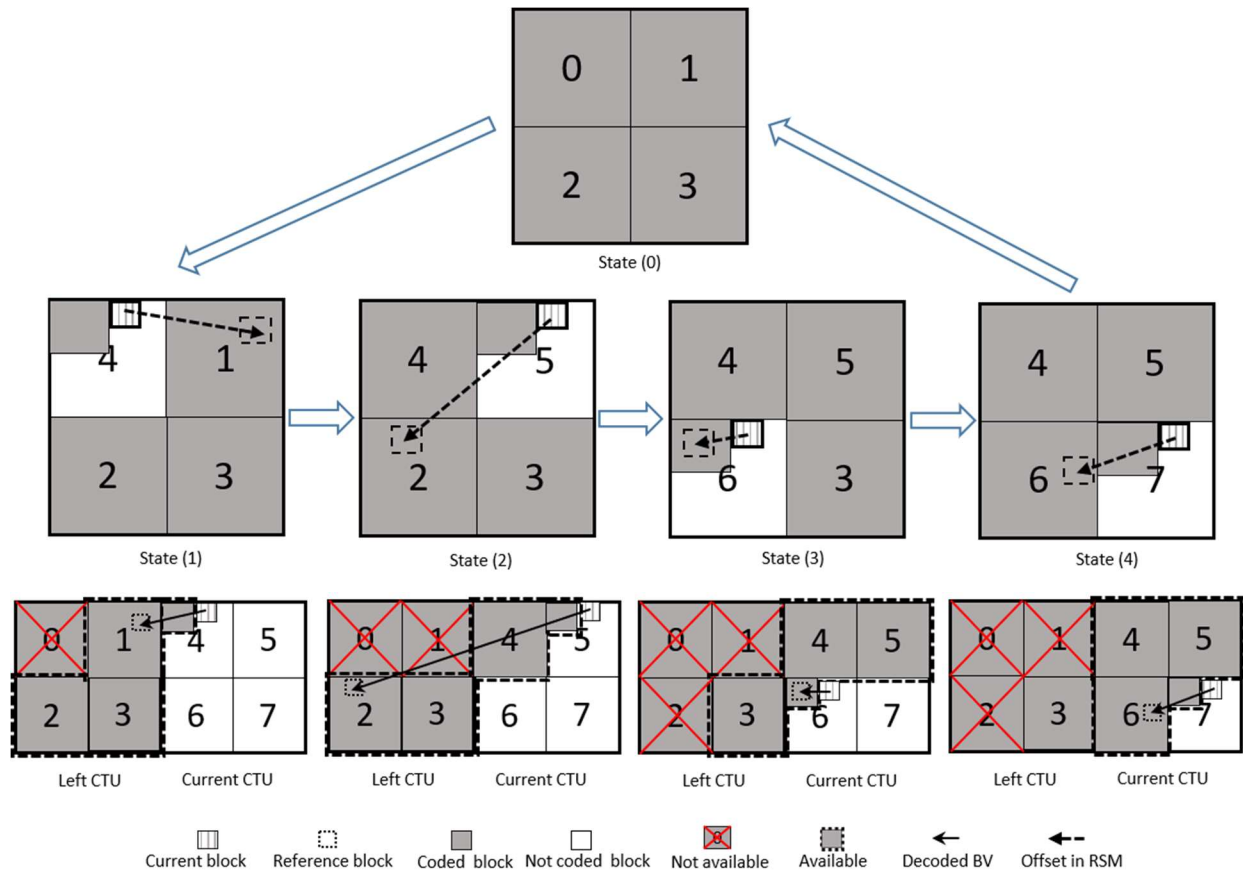 0 1
2 3
State (0)
4 1
2 3
State (1)
4 5
2 3
State (2)
4 5
6 3
State (3)
4 5
6 7
State (4)
0 1 4 5
2 3 6 7
Left CTU Current CTU
0 1 4 5
2 3 6 7
Left CTU Current CTU
0 1 4 5
2 3 6 7
Left CTU Current CTU
0 1 4 5
2 3 6 7
Left CTU Current CTU
0
Current block Reference block Coded block Not coded block Not available Available Decoded BV Offset in RSM